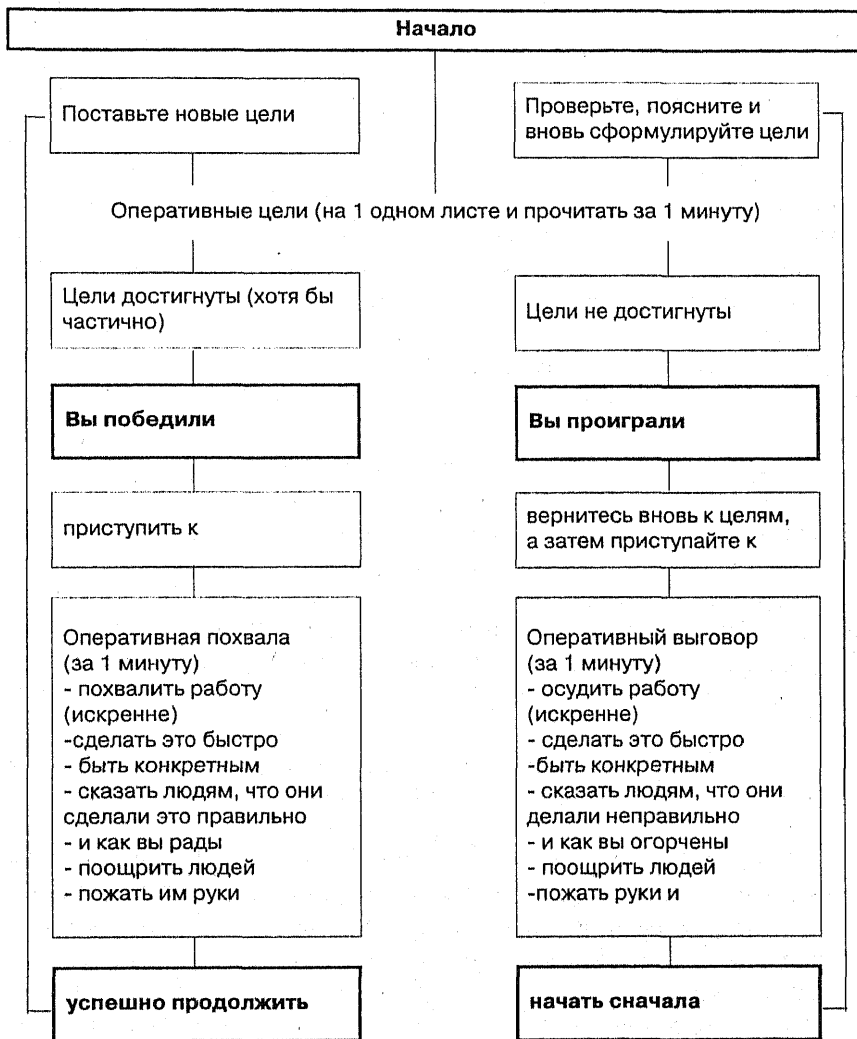 Начало
Поставьте новые цели
Проверьте, поясните и
вновь сформулируйте цели
Оперативные цели (на 1 одном листе и прочитать за 1 минуту)
Цели достигнуты (хотя бы
частично)
Цели не достигнуты
Вы победили
Вы проиграли
приступить к
вернитесь вновь к целям,
а затем приступайте к
Оперативная похвала
(за 1 минуту)
- похвалить работу
(искренне)
-сделать это быстро
- быть конкретным
- сказать людям, что они
сделали это правильно
- и как вы рады
- поощрить людей
- пожать им руки
Оперативный выговор
(за 1 минуту)
- осудить работу
(искренне)
- сделать это быстро
-быть конкретным
- сказать людям, что они
делали неправильно
- и как вы огорчены
- поощрить людей
-пожать руки и
успешно продолжить
начать сначала